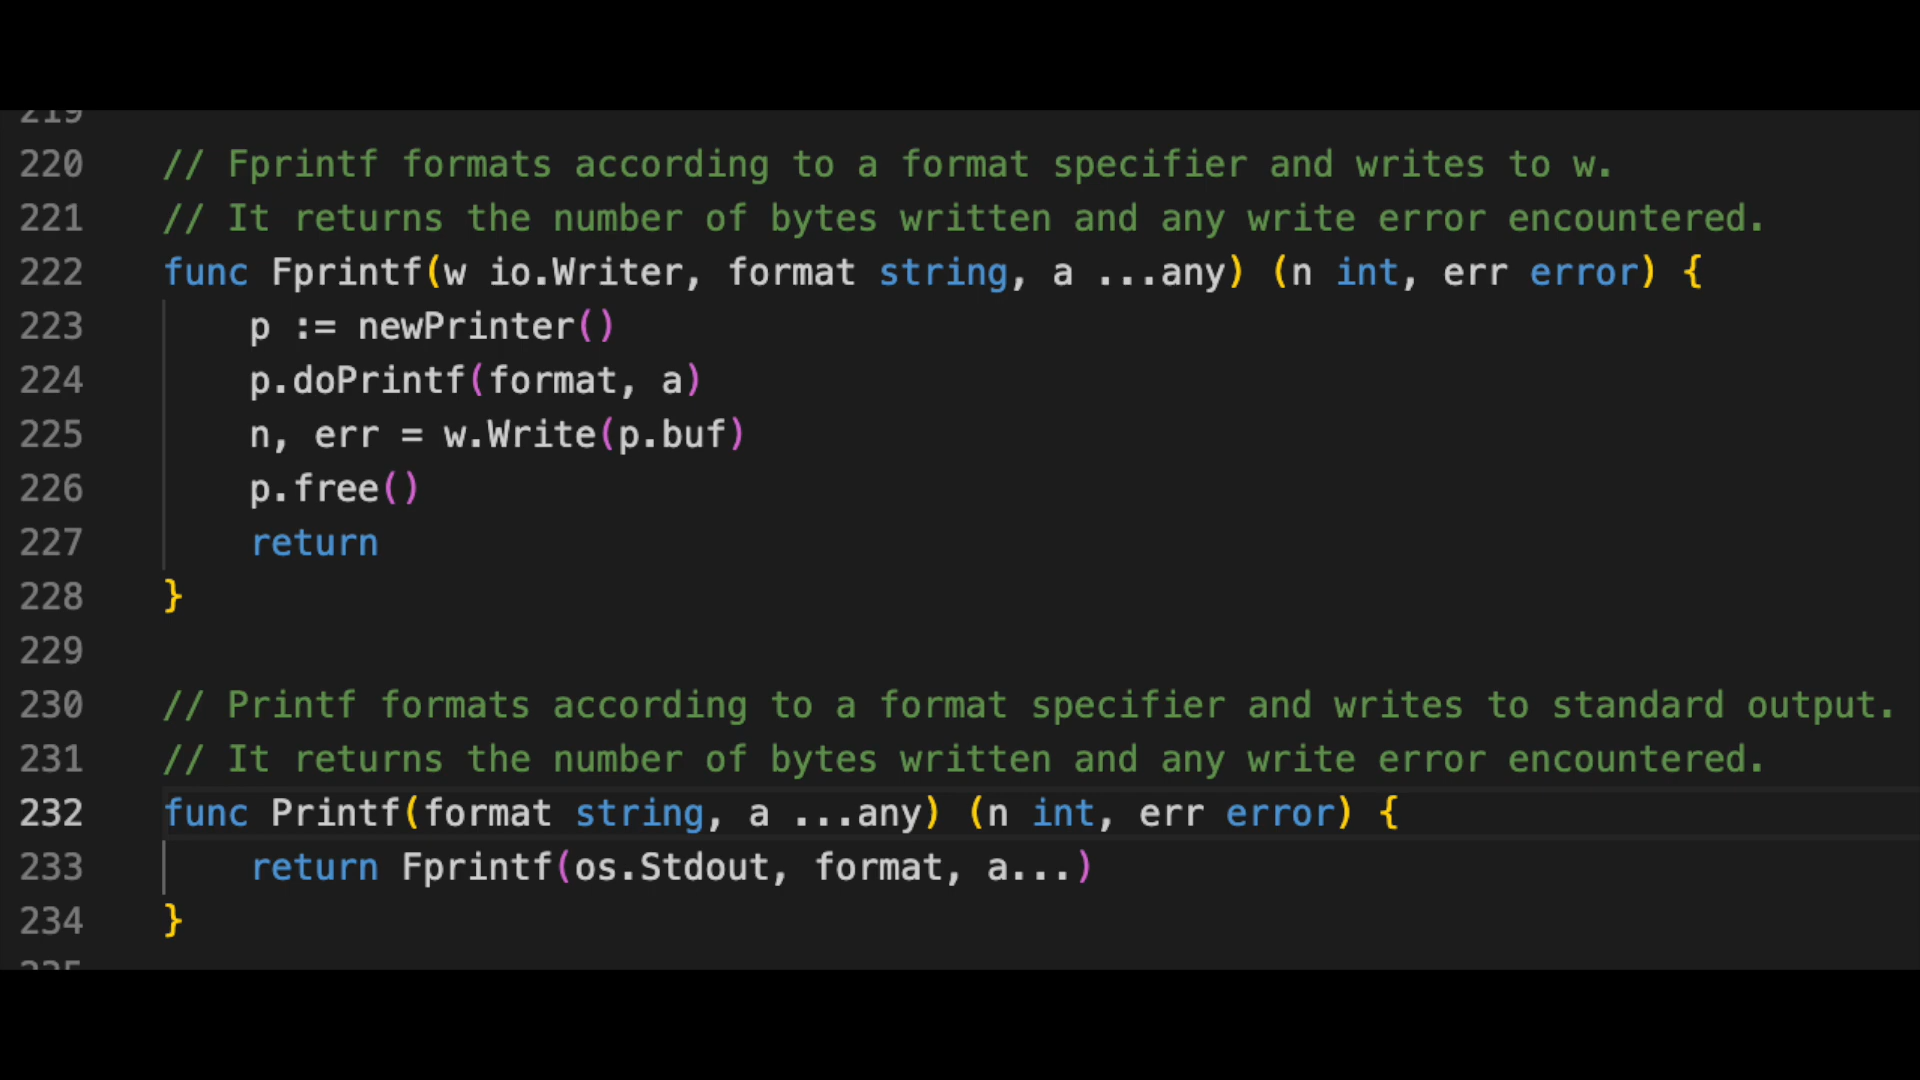 219
220 // Fprintf formats according to a format specifier and writes to w.
221 // It returns the number of bytes written and any write error encountered.
222 func Fprintf(w io.Writer, format string, a ...any) (n int, err error) {
223 p := newPrinter()
224 p.doPrintf(format, a)
225 n, err = w.Write(p.buf)
226 p.free()
227 return
228 }
229
230 // Printf formats according to a format specifier and writes to standard output.
231 // It returns the number of bytes written and any write error encountered.
232 func Printf(format string, a ...any) (n int, err error) {
233 return Fprintf(os.Stdout, format, a...)
234 }
235